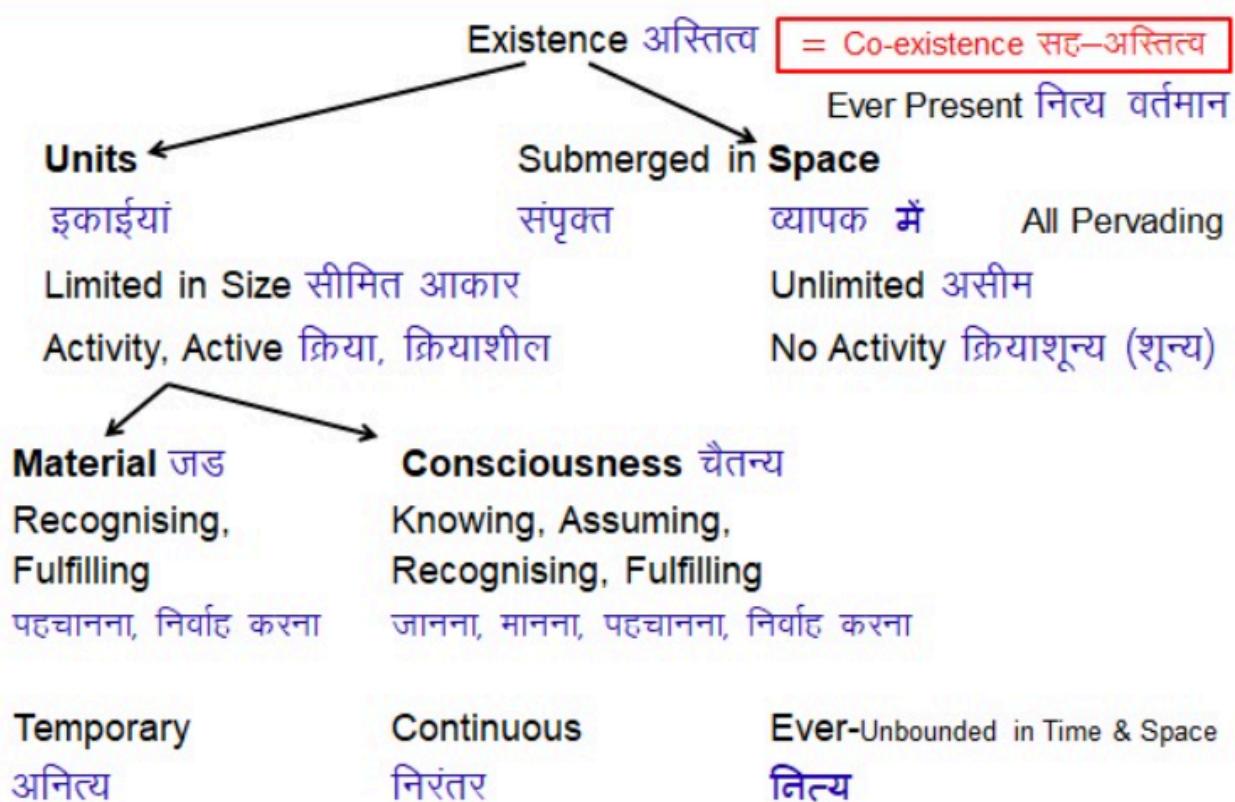 Existence अस्तित्व = Co-existence सह–अस्तित्व
Ever Present नित्य वर्तमान
Units Submerged in Space
इकाईयां संपृक्त व्यापक में All Pervading
Limited in Size सीमित आकार Unlimited असीम
Activity, Active क्रिया, क्रियाशील No Activity क्रियाशून्य (शून्य)
Material जड Consciousness चैतन्य
Recognising, Knowing, Assuming,
Fulfilling Recognising, Fulfilling
पहचानना, निर्वाह करना जानना, मानना, पहचानना, निर्वाह करना
Temporary Continuous Ever-Unbounded in Time & Space
अनित्य निरंतर नित्य